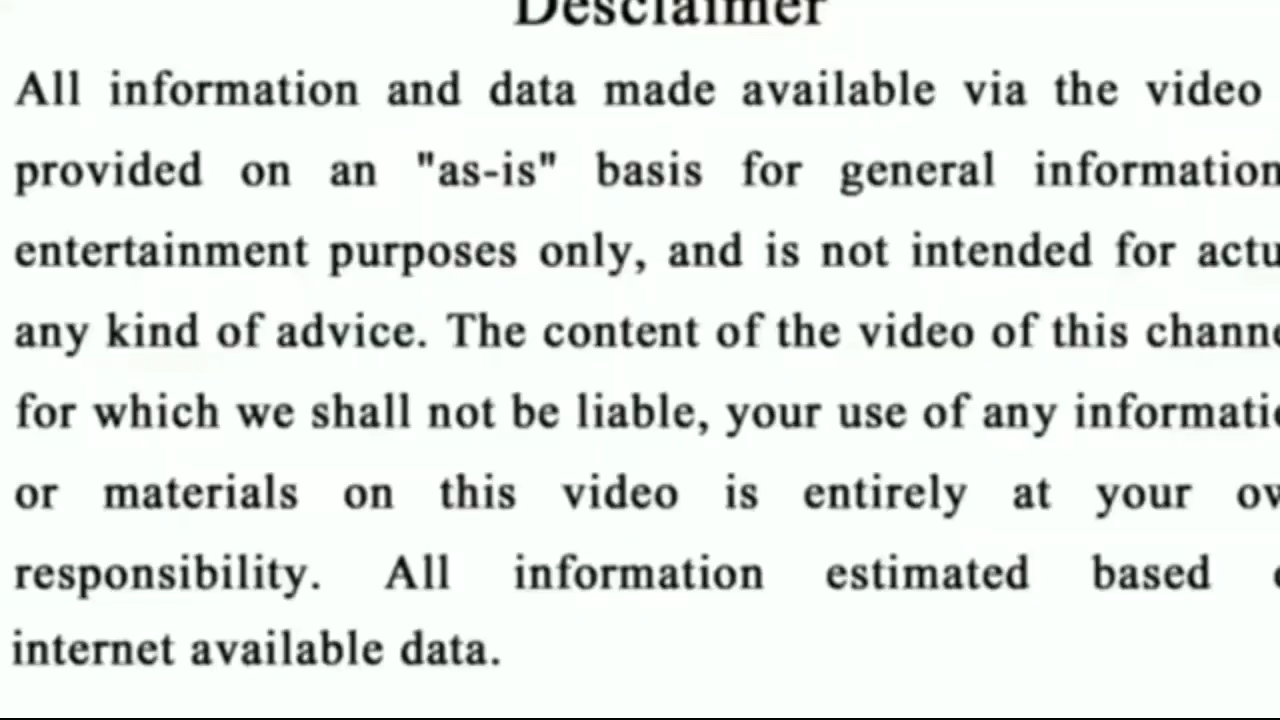 Desclaimer
All information and data made available via the video
provided on an "as-is" basis for general information
entertainment purposes only, and is not intended for
any kind of advice. The content of the video of this
for which we shall not be liable, your use of any
or materials on this video is entirely at your
responsibility. All information estimated based
internet available data.